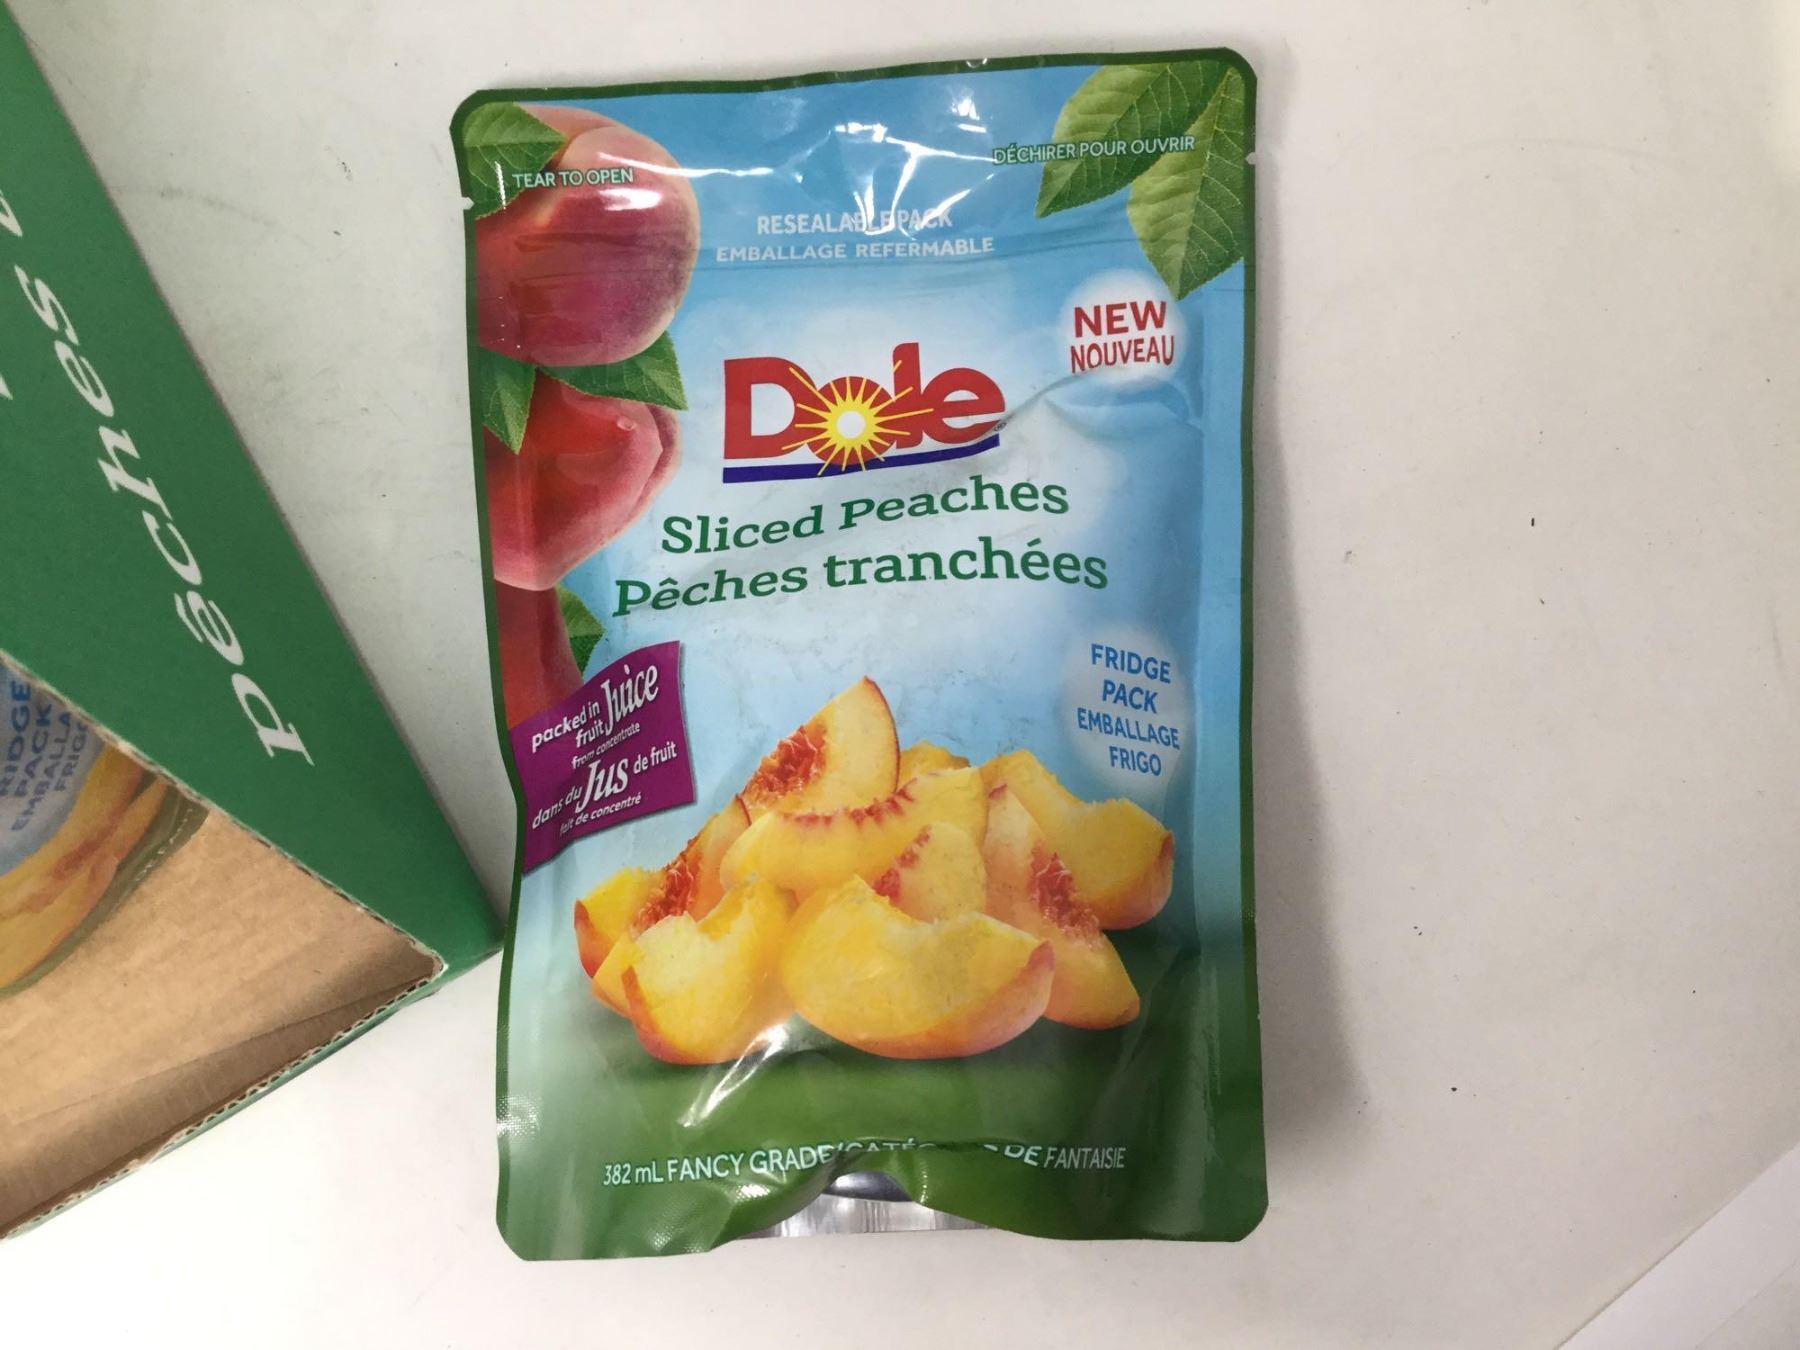 TEAR TO OPEN
DÉCHIRER POUR OUVRIR
RESEALABLE PACK
EMBALLAGE REFERMABLE
NEW
NOUVEAU
Dole
Sliced Peaches
Pêches tranchées
packed in
fruit Juice
from concentrate
dans du Jus de fruit
fait de concentré
FRIDGE
PACK
EMBALLAGE
FRIGO
382 mL FANCY GRADE DE FANTAISIE
Pêches
PACK